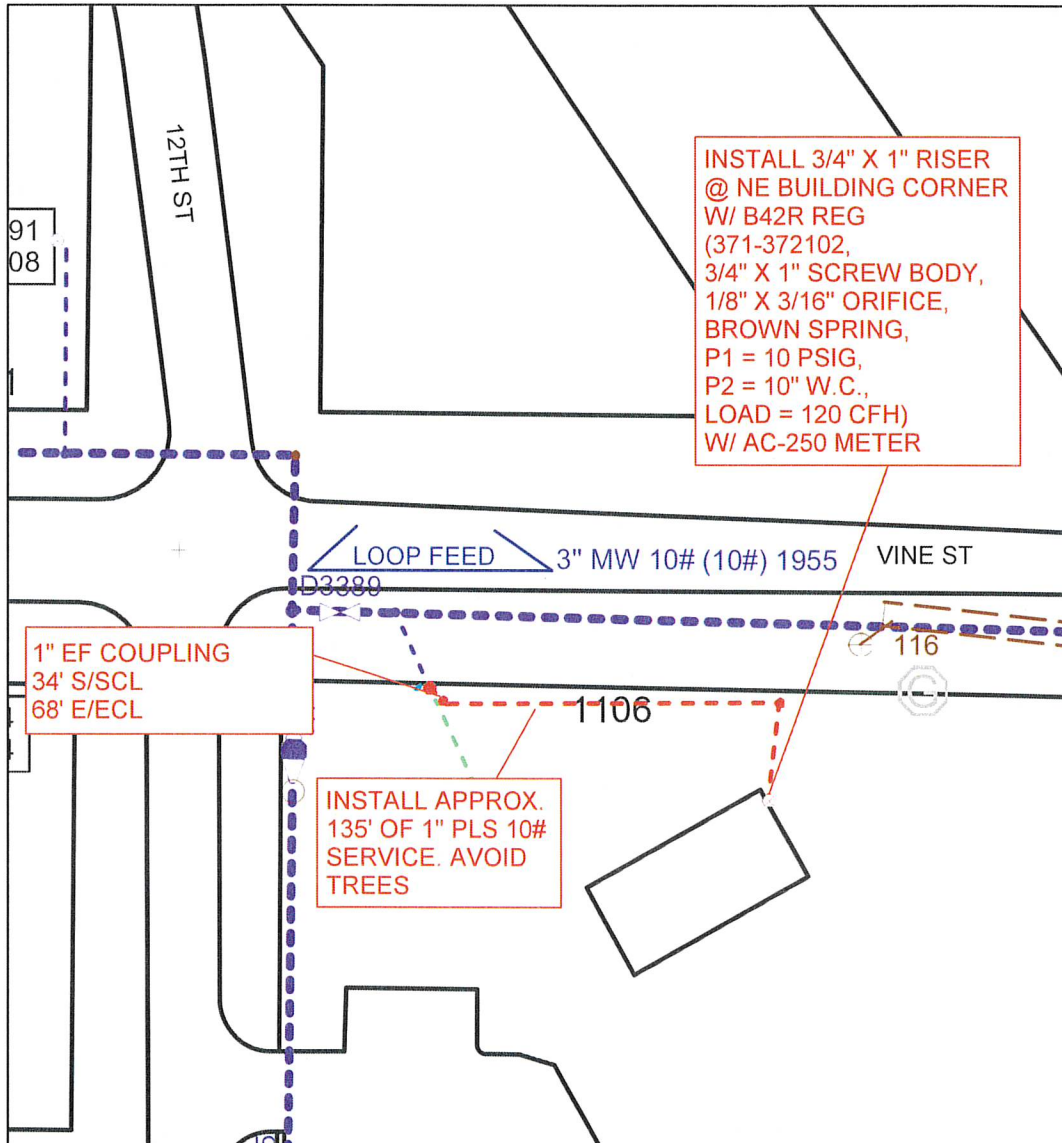 12TH ST
91
08
INSTALL 3/4" X 1" RISER
@ NE BUILDING CORNER
W/ B42R REG
(371-372102,
3/4" X 1" SCREW BODY,
1/8" X 3/16" ORIFICE,
BROWN SPRING,
P1 = 10 PSIG,
P2 = 10" W.C.,
LOAD = 120 CFH)
W/ AC-250 METER
LOOP FEED
3" MW 10# (10#) 1955
VINE ST
D3389
116
G
1" EF COUPLING
34' S/SCL
68' E/ECL
1106
INSTALL APPROX.
135' OF 1" PLS 10#
SERVICE. AVOID
TREES